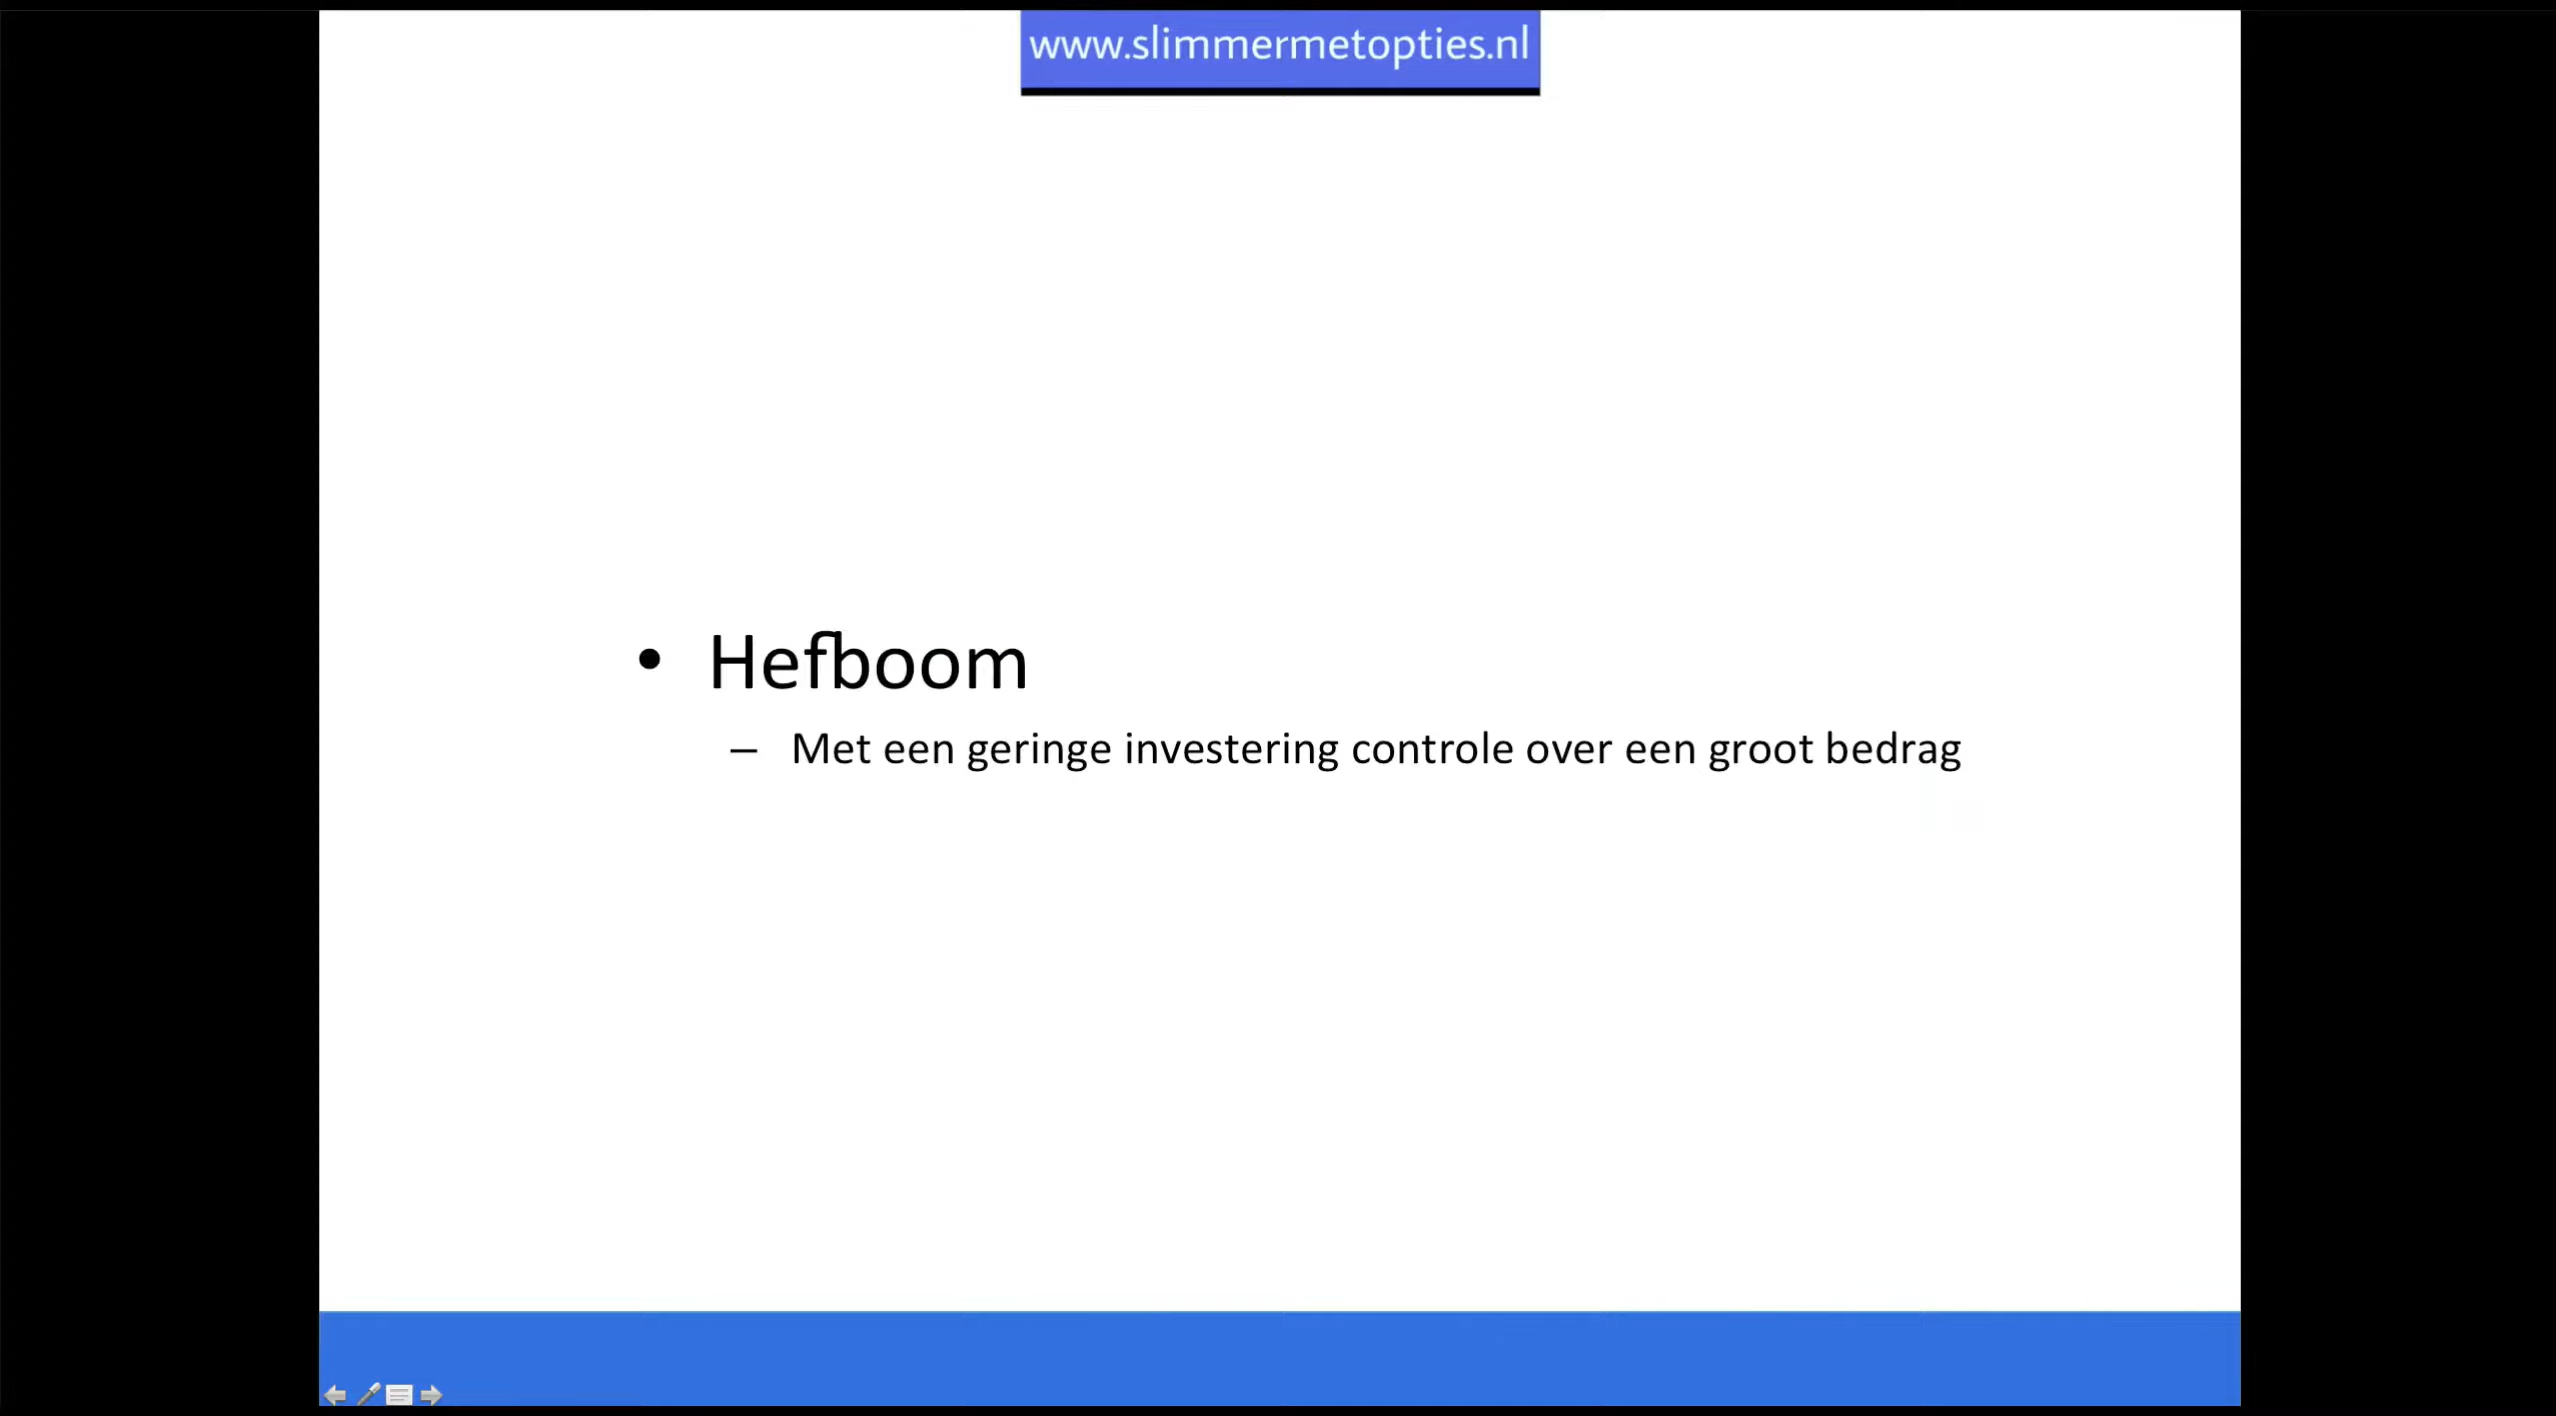 www.slimmermetopties.nl
• Hefboom
– Met een geringe investering controle over een groot bedrag